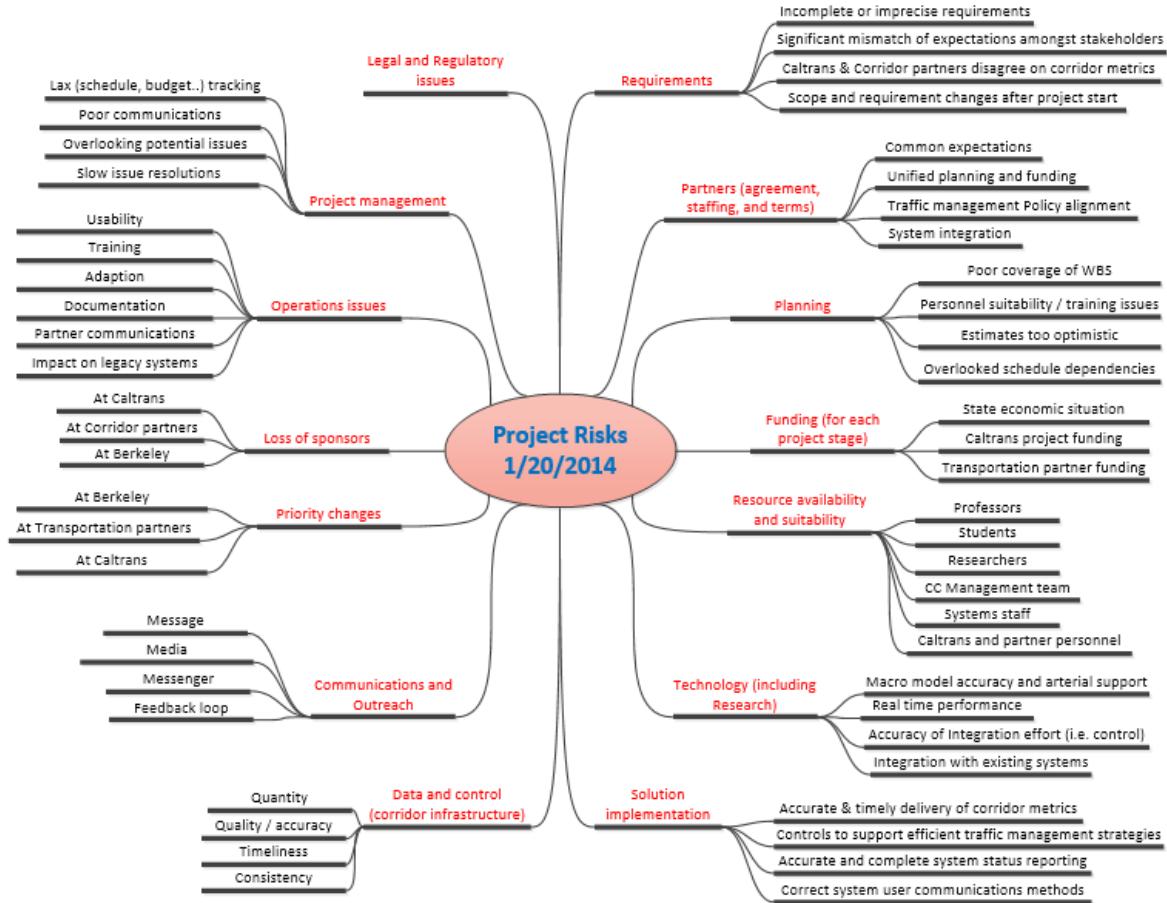 Project Risks
1/20/2014
Legal and Regulatory
issues
Requirements
Incomplete or imprecise requirements
Significant mismatch of expectations amongst stakeholders
Caltrans & Corridor partners disagree on corridor metrics
Scope and requirement changes after project start
Partners (agreement,
staffing, and terms)
Common expectations
Unified planning and funding
Traffic management Policy alignment
System integration
Planning
Poor coverage of WBS
Personnel suitability / training issues
Estimates too optimistic
Overlooked schedule dependencies
Funding (for each
project stage)
State economic situation
Caltrans project funding
Transportation partner funding
Resource availability
and suitability
Professors
Students
Researchers
CC Management team
Systems staff
Caltrans and partner personnel
Technology (including
Research)
Macro model accuracy and arterial support
Real time performance
Accuracy of Integration effort (i.e. control)
Integration with existing systems
Solution
implementation
Accurate & timely delivery of corridor metrics
Controls to support efficient traffic management strategies
Accurate and complete system status reporting
Correct system user communications methods
Project management
Lax (schedule, budget..) tracking
Poor communications
Overlooking potential issues
Slow issue resolutions
Operations issues
Usability
Training
Adaption
Documentation
Partner communications
Impact on legacy systems
Loss of sponsors
At Caltrans
At Corridor partners
At Berkeley
Priority changes
At Berkeley
At Transportation partners
At Caltrans
Communications and
Outreach
Message
Media
Messenger
Feedback loop
Data and control
(corridor infrastructure)
Quantity
Quality / accuracy
Timeliness
Consistency